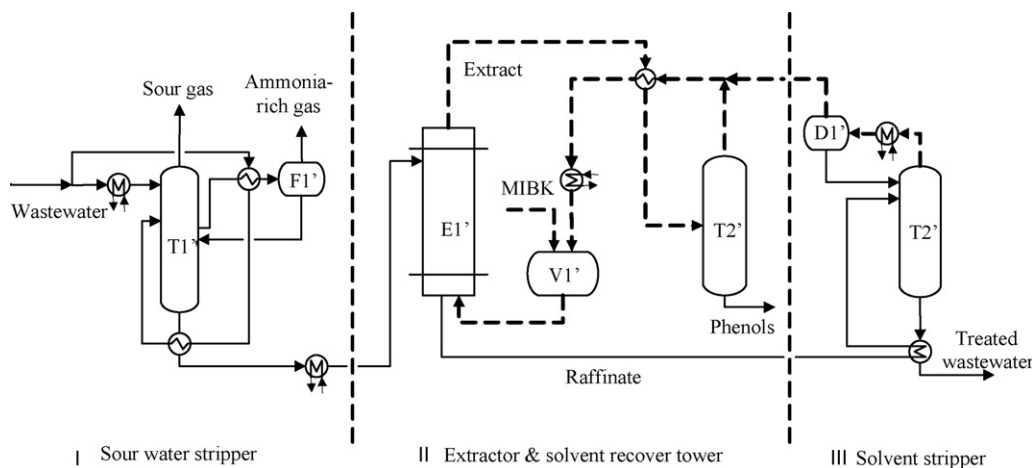 Sour gas
Ammonia-
rich gas
Wastewater
T1’
F1’
Extract
E1’
MIBK
V1’
T2’
Phenols
D1’
T2’
Treated
wastewater
Raffinate
I Sour water stripper
II Extractor & solvent recover tower
III Solvent stripper